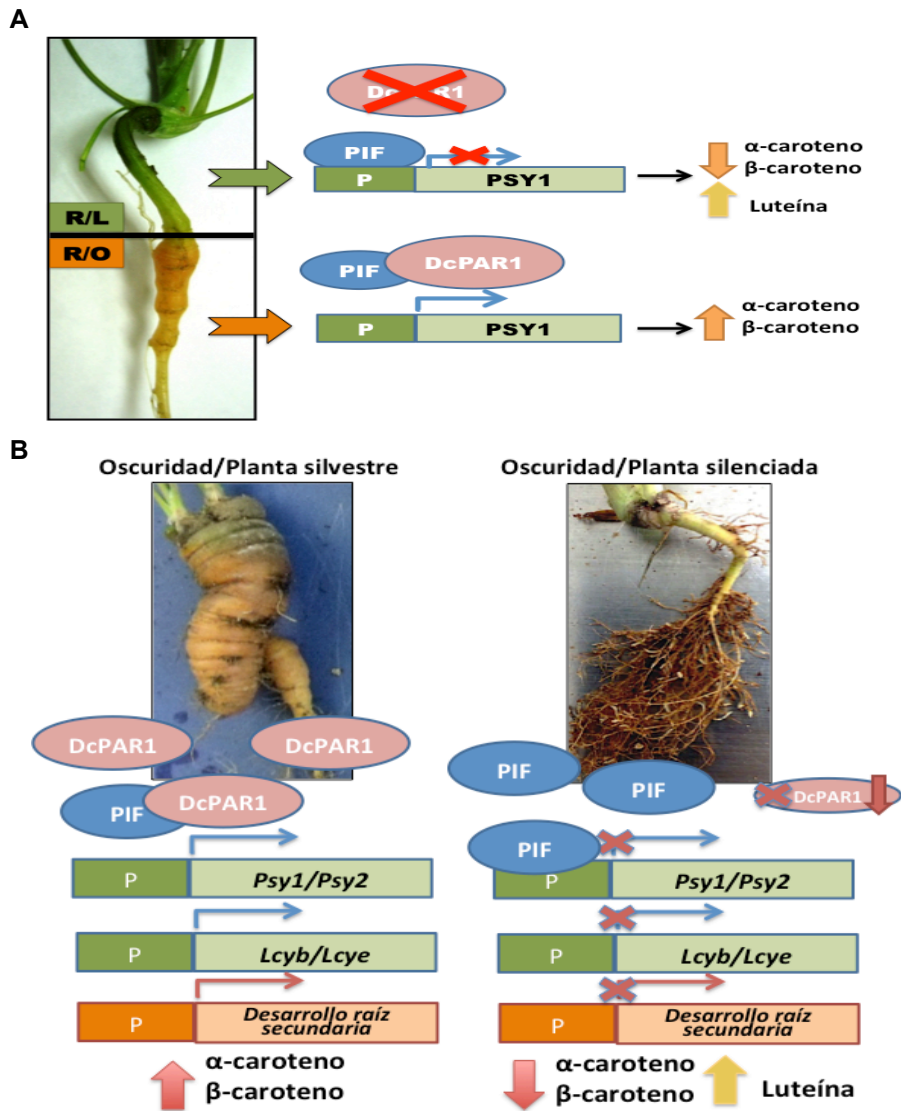 A
DcPAR1
PIF
P
PSY1
α-caroteno
β-caroteno
Luteína
R/L
R/O
PIF
DcPAR1
P
PSY1
α-caroteno
β-caroteno
B
Oscuridad/Planta silvestre
Oscuridad/Planta silenciada
DcPAR1
DcPAR1
PIF
DcPAR1
P
Psy1/Psy2
P
Lcyb/Lcye
P
Desarrollo raíz
secundaria
α-caroteno
β-caroteno
PIF
PIF
DcPAR1
PIF
P
Psy1/Psy2
P
Lcyb/Lcye
P
Desarrollo raíz
secundaria
α-caroteno
β-caroteno
Luteína